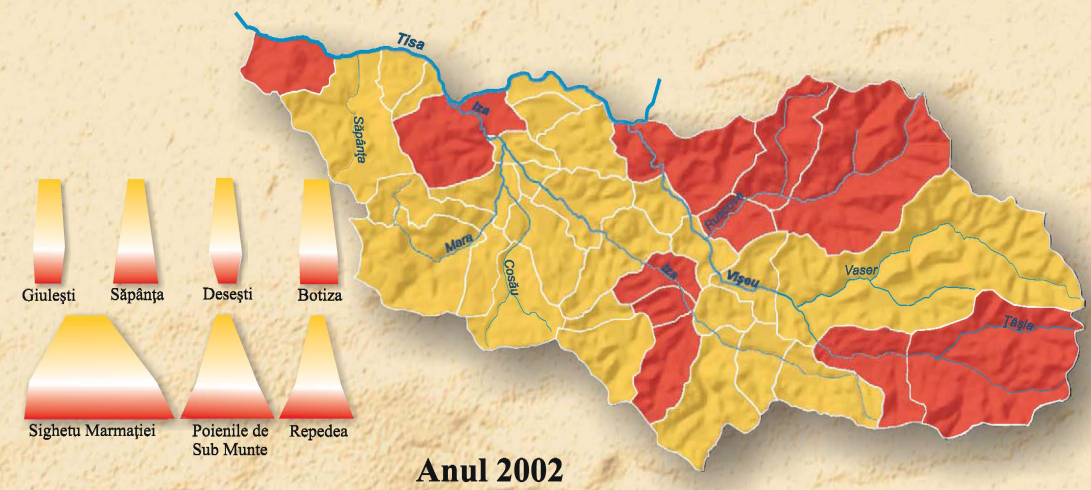 Tisa
Iza
Săpânța
Mara
Cosău
Ruscova
Iza
Vișeu
Vaser
Țâșla
Giulești
Săpânța
Desești
Botiza
Sighetu Marmației
Poienile de
Sub Munte
Repedea
Anul 2002